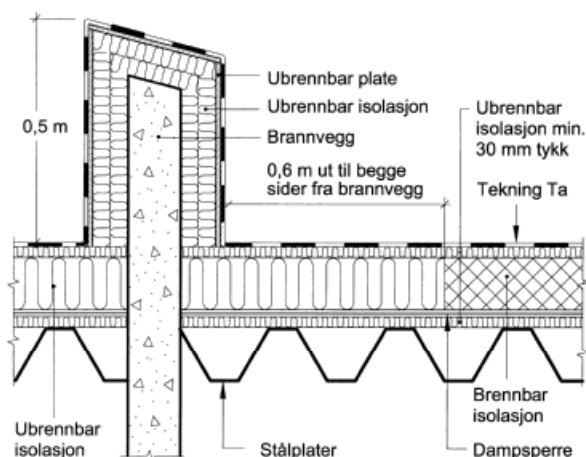 0,5 m
Ubrennbar plate
Ubrennbar isolasjon
Brannvegg
0,6 m ut til begge
sider fra brannvegg
Ubrennbar
isolasjon min.
30 mm tykk
Tekning Ta
Ubrennbar
isolasjon
Stålplater
Brennbar
isolasjon
Dampsperre